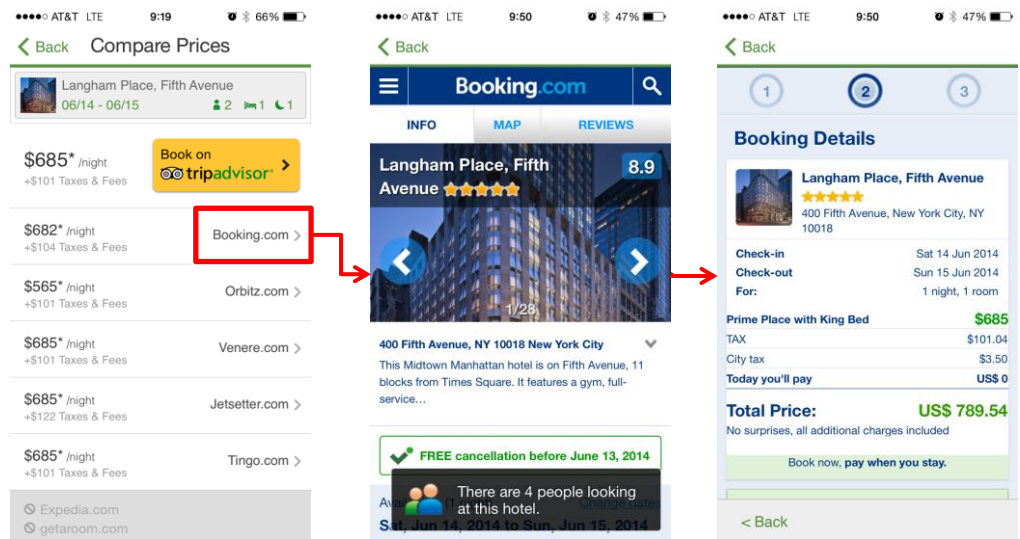 AT&T LTE 9:19 66%
Back Compare Prices
Langham Place, Fifth Avenue
06/14 - 06/15 2 1 1
$685* /night
+$101 Taxes & Fees
Book on
tripadvisor®
$682* /night
+$104 Taxes & Fees
Booking.com
$565* /night
+$101 Taxes & Fees
Orbitz.com
$685* /night
+$101 Taxes & Fees
Venere.com
$685* /night
+$122 Taxes & Fees
Jetsetter.com
$685* /night
+$101 Taxes & Fees
Tingo.com
Expedia.com
getaroom.com
AT&T LTE 9:50 47%
Back
Booking.com
INFO MAP REVIEWS
Langham Place, Fifth
Avenue
8.9
1/28
400 Fifth Avenue, NY 10018 New York City
This Midtown Manhattan hotel is on Fifth Avenue, 11
blocks from Times Square. It features a gym, full-
service...
FREE cancellation before June 13, 2014
There are 4 people looking
at this hotel.
Change dates
Sat, Jun 14, 2014 to Sun, Jun 15, 2014
AT&T LTE 9:50 47%
Back
1 2 3
Booking Details
Langham Place, Fifth Avenue
400 Fifth Avenue, New York City, NY
10018
Check-in Sat 14 Jun 2014
Check-out Sun 15 Jun 2014
For: 1 night, 1 room
Prime Place with King Bed $685
TAX $101.04
City tax $3.50
Today you'll pay US$ 0
Total Price: US$ 789.54
No surprises, all additional charges included
Book now, pay when you stay.
< Back